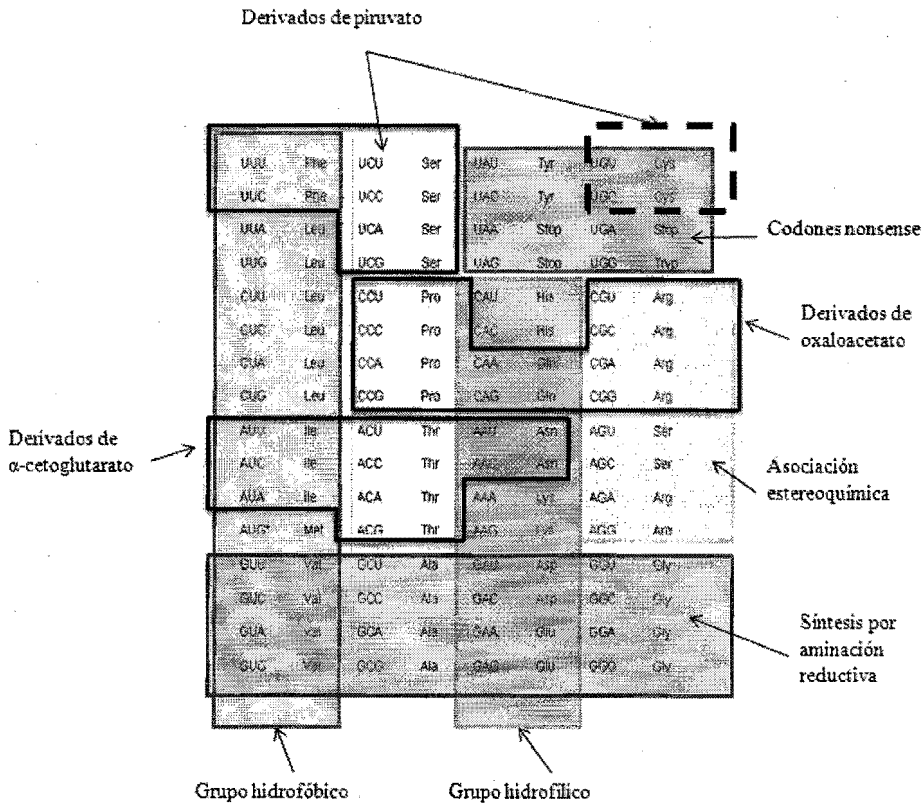 Derivados de piruvato
UUU Phe UCU Ser UAU Tyr UGU Cys
UUC Phe UCC Ser UAC Tyr UGC Cys
UUA Leu UCA Ser UAA Stop UGA Stop
Codones nonsense
UUG Leu UCG Ser UAG Stop UGG
CUU Leu CCU Pro CAU His CGU Arg
CUC Leu CCC Pro CAC His CGC Arg
Derivados de
oxaloacetato
CUA Leu CCA Pro CAA Gln CGA Arg
CUG Leu CCG Pro CAG Gln CGG Arg
Derivados de
α-cetoglutarato
AUU Ile ACU Thr AAU Asn AGU Ser
AUC Ile ACC Thr AAC Asn AGC Ser
Asociación
estereoquímica
AUA Ile ACA Thr AAA Lys AGA Arg
AUG* Met ACG Thr AAG Lys AGG Arg
GUU Val GCU Ala GAU Asp GGU Gly
GUC Val GCC Ala GAC Asp GGC Gly
GUA Val GCA Ala GAA Glu GGA Gly
GUG Val GCG Ala GAG Glu GGG Gly
Síntesis por
aminación
reductiva
Grupo hidrofóbico
Grupo hidrofílico